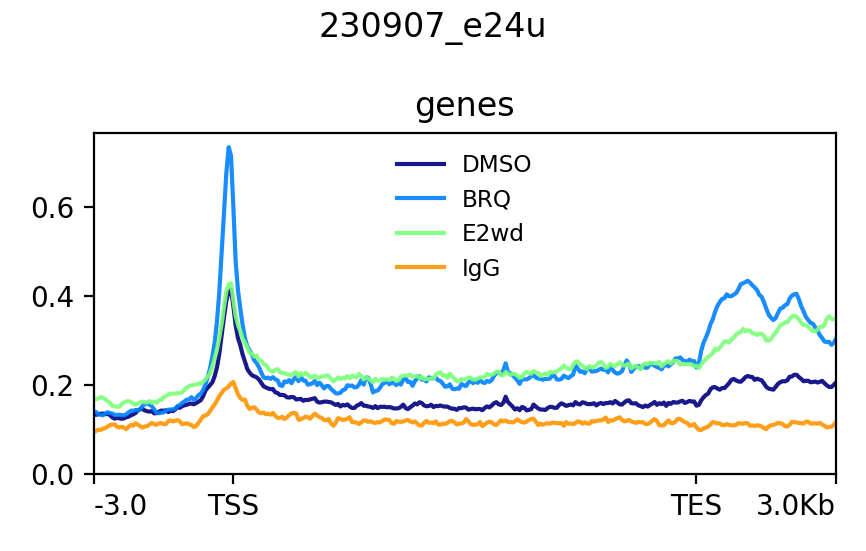 230907_e24u
genes
DMSO
BRQ
E2wd
IgG
0.6
0.4
0.2
0.0
-3.0 TSS TES 3.0Kb